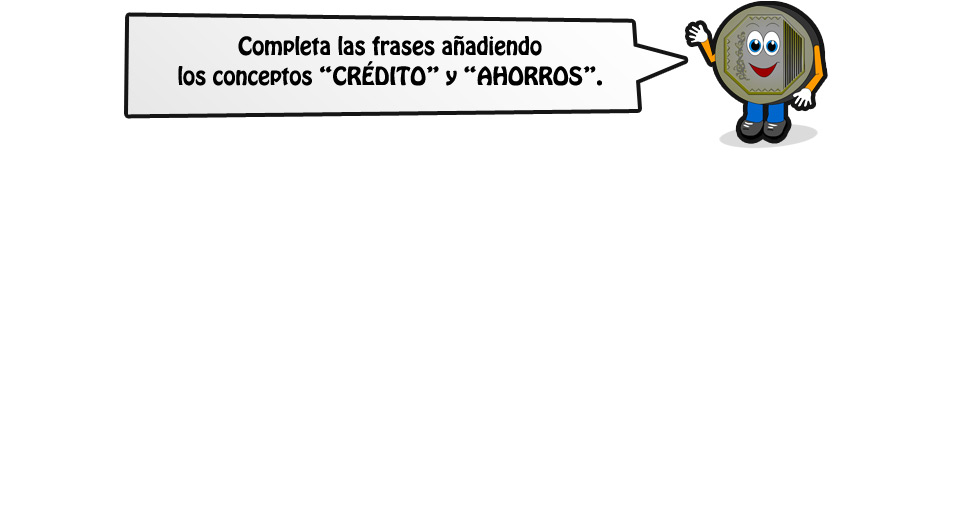 Completa las frases añadiendo
los conceptos “CRÉDITO” y “AHORROS”.